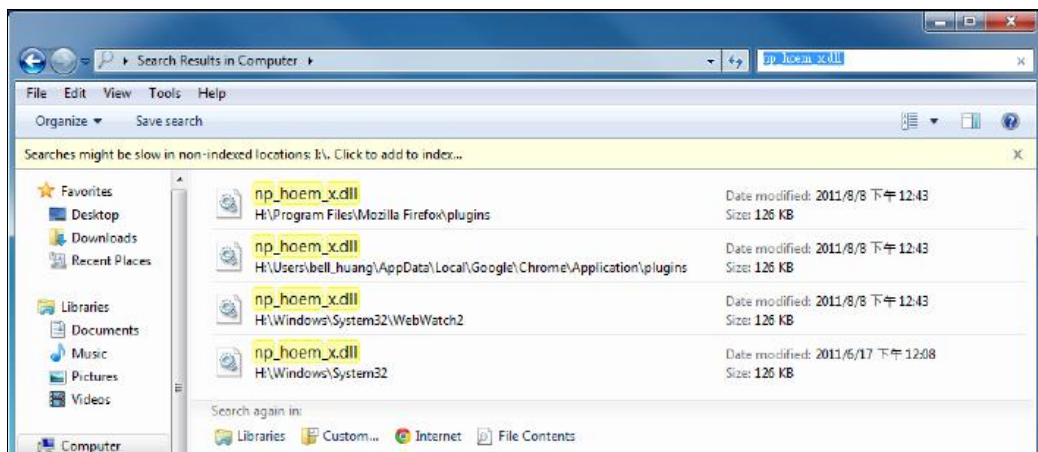 Search Results in Computer
np_hoem_x.dll
File Edit View Tools Help
Organize Save search
Searches might be slow in non-indexed locations: I:\. Click to add to index...
Favorites
Desktop
Downloads
Recent Places
Libraries
Documents
Music
Pictures
Videos
Computer
np_hoem_x.dll
Date modified: 2011/8/8 下午 12:43
H:\Program Files\Mozilla Firefox\plugins
Size: 126 KB
np_hoem_x.dll
Date modified: 2011/8/8 下午 12:43
H:\Users\bell_huang\AppData\Local\Google\Chrome\Application\plugins
Size: 126 KB
np_hoem_x.dll
Date modified: 2011/8/8 下午 12:43
H:\Windows\System32\WebWatch2
Size: 126 KB
np_hoem_x.dll
Date modified: 2011/6/17 下午 12:08
H:\Windows\System32
Size: 126 KB
Search again in:
Libraries Custom... Internet File Contents